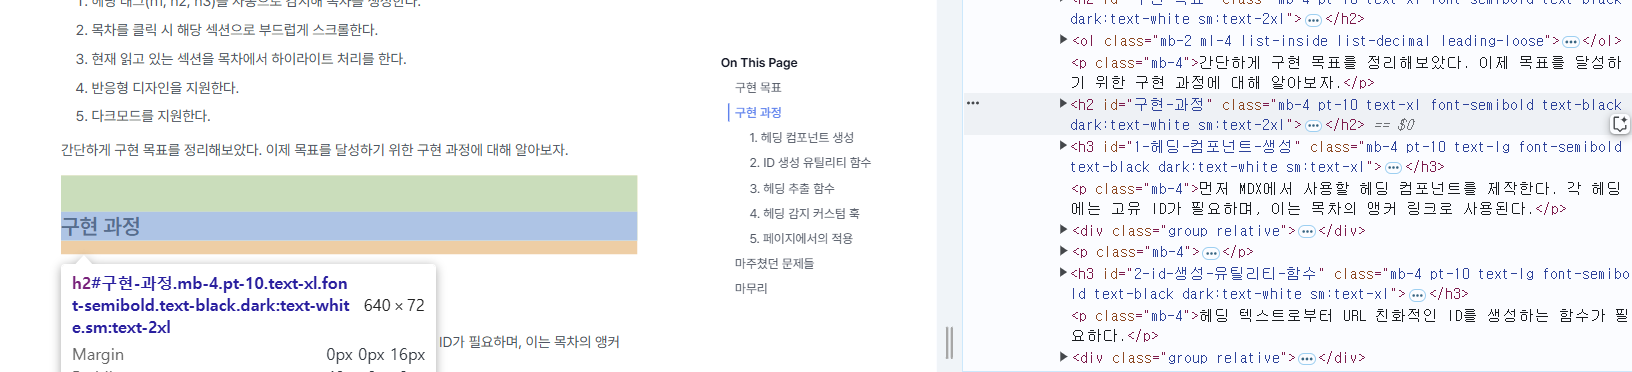 1. 헤딩 태그(h1, h2, h3)를 자동으로 감지해 목차를 생성한다.
2. 목차를 클릭 시 해당 섹션으로 부드럽게 스크롤한다.
3. 현재 읽고 있는 섹션을 목차에서 하이라이트 처리를 한다.
4. 반응형 디자인을 지원한다.
5. 다크모드를 지원한다.
간단하게 구현 목표를 정리해보았다. 이제 목표를 달성하기 위한 구현 과정에 대해 알아보자.
구현 과정
h2#구현-과정.mb-4.pt-10.text-xl.fon
t-semibold.text-black.dark:text-whit
e.sm:text-2xl
640 × 72
Margin 0px 0px 16px
ID가 필요하며, 이는 목차의 앵커
On This Page
구현 목표
구현 과정
1. 헤딩 컴포넌트 생성
2. ID 생성 유틸리티 함수
3. 헤딩 추출 함수
4. 헤딩 감지 커스텀 훅
5. 페이지에서의 적용
마주쳤던 문제들
마무리
dark:text-white sm:text-2xl">…</h2>
<ol class="mb-2 ml-4 list-inside list-decimal leading-loose">…</ol>
<p class="mb-4">간단하게 구현 목표를 정리해보았다. 이제 목표를 달성하
기 위한 구현 과정에 대해 알아보자.</p>
<h2 id="구현-과정" class="mb-4 pt-10 text-xl font-semibold text-black
dark:text-white sm:text-2xl">…</h2> == $0
<h3 id="1-헤딩-컴포넌트-생성" class="mb-4 pt-10 text-lg font-semibold
text-black dark:text-white sm:text-xl">…</h3>
<p class="mb-4">먼저 MDX에서 사용할 헤딩 컴포넌트를 제작한다. 각 헤딩
에는 고유 ID가 필요하며, 이는 목차의 앵커 링크로 사용된다.</p>
<div class="group relative">…</div>
<p class="mb-4">…</p>
<h3 id="2-id-생성-유틸리티-함수" class="mb-4 pt-10 text-lg font-semibo
ld text-black dark:text-white sm:text-xl">…</h3>
<p class="mb-4">헤딩 텍스트로부터 URL 친화적인 ID를 생성하는 함수가 필
요하다.</p>
<div class="group relative">…</div>